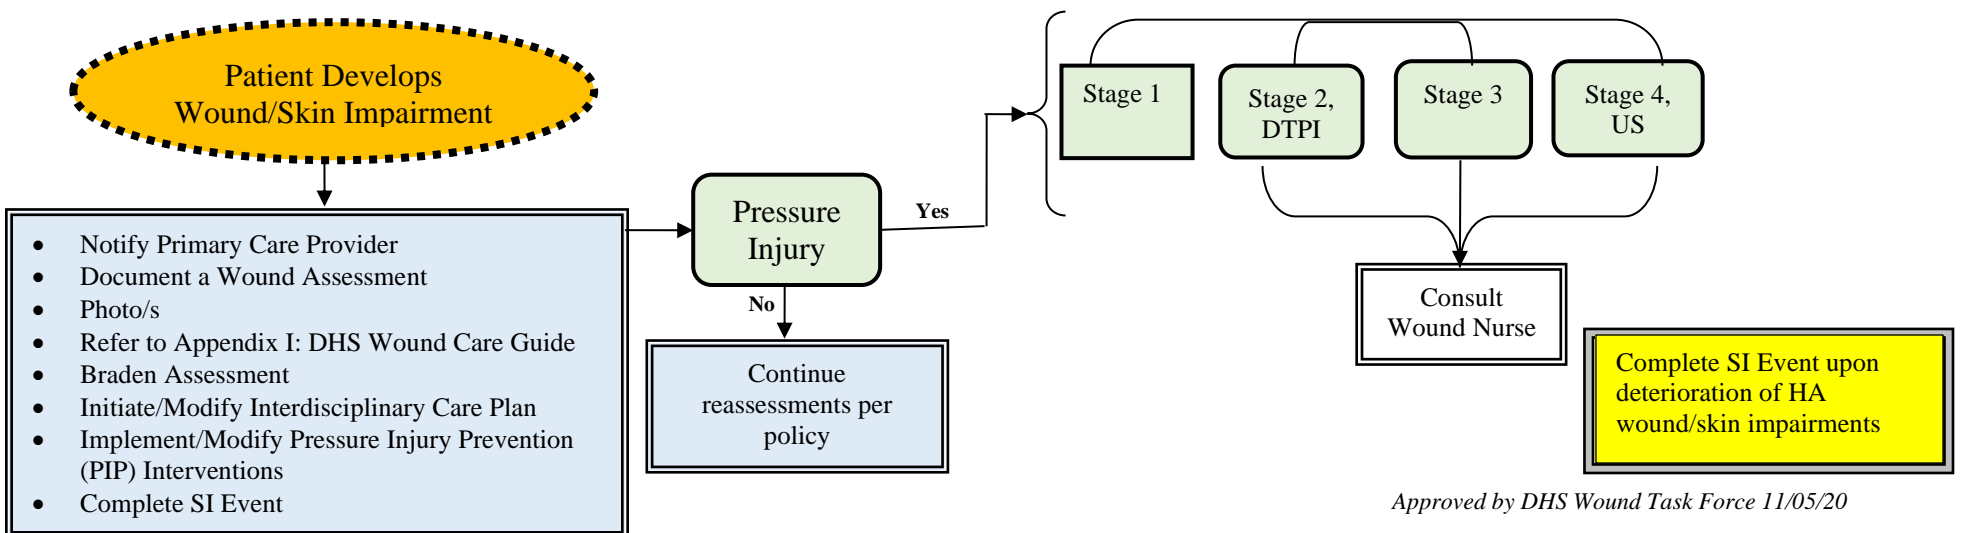 Patient Develops
Wound/Skin Impairment
• Notify Primary Care Provider
• Document a Wound Assessment
• Photo/s
• Refer to Appendix I: DHS Wound Care Guide
• Braden Assessment
• Initiate/Modify Interdisciplinary Care Plan
• Implement/Modify Pressure Injury Prevention
(PIP) Interventions
• Complete SI Event
Pressure
Injury
Yes
No
Continue
reassessments per
policy
Stage 1
Stage 2,
DTPI
Stage 3
Stage 4,
US
Consult
Wound Nurse
Complete SI Event upon
deterioration of HA
wound/skin impairments
Approved by DHS Wound Task Force 11/05/20